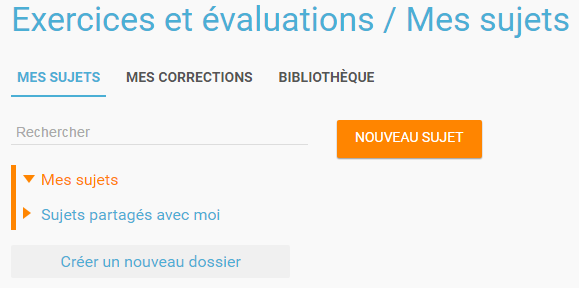 Exercices et évaluations / Mes sujets
MES SUJETS MES CORRECTIONS BIBLIOTHÈQUE
Rechercher
NOUVEAU SUJET
Mes sujets
Sujets partagés avec moi
Créer un nouveau dossier